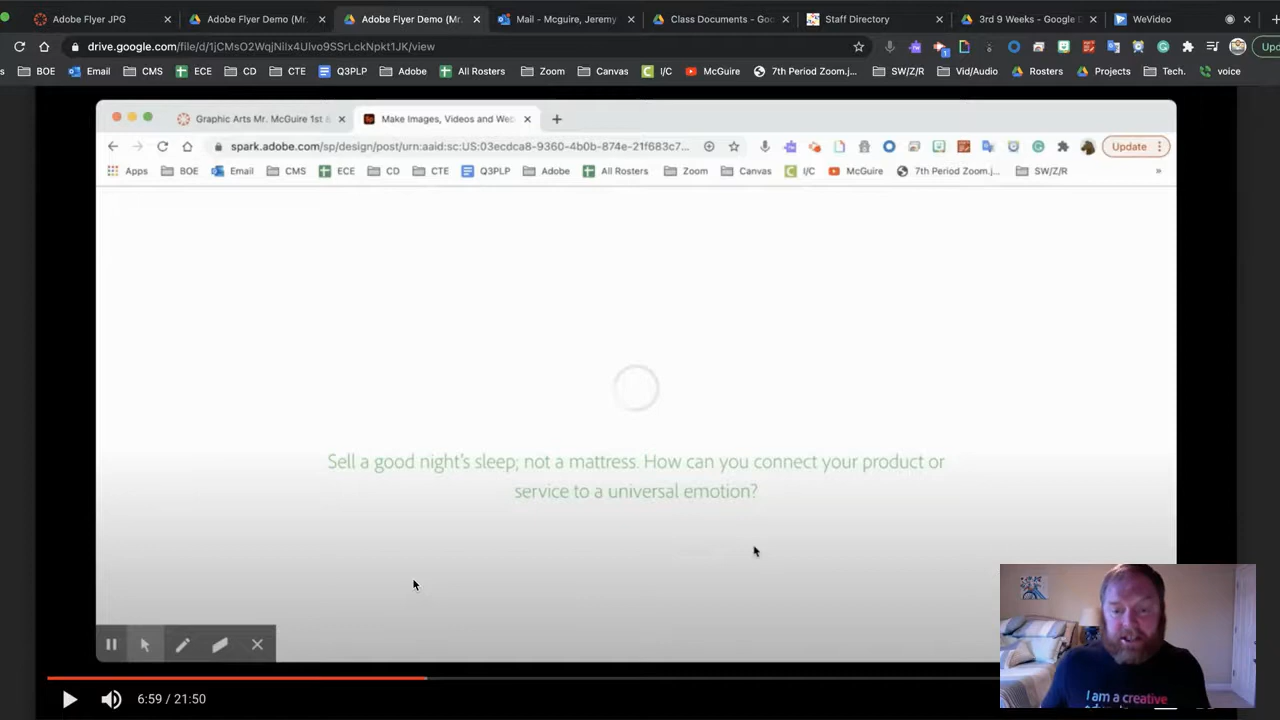 Adobe Flyer JPG
Adobe Flyer Demo (Mr.
Adobe Flyer Demo (Mr.
Mail - Mcguire, Jeremy
Class Documents - Goo
Staff Directory
3rd 9 Weeks - Google D
WeVideo
drive.google.com/file/d/1jCMsO2WqjNiIx4UIvo9SSrLckNpkt1JK/view
BOE Email CMS ECE CD CTE Q3PLP Adobe All Rosters Zoom Canvas I/C McGuire 7th Period Zoom.j... SW/Z/R Vid/Audio Rosters Projects Tech. voice
Graphic Arts Mr. McGuire 1st
Make Images, Videos and Web
spark.adobe.com/sp/design/post/urn:aaid:sc:US:03ecdca8-9360-4b0b-874e-21f683c7...
Update
Apps BOE Email CMS ECE CD CTE Q3PLP Adobe All Rosters Zoom Canvas I/C McGuire 7th Period Zoom.j... SW/Z/R »
Sell a good night's sleep; not a mattress. How can you connect your product or
service to a universal emotion?
6:59 / 21:50
I am a creative